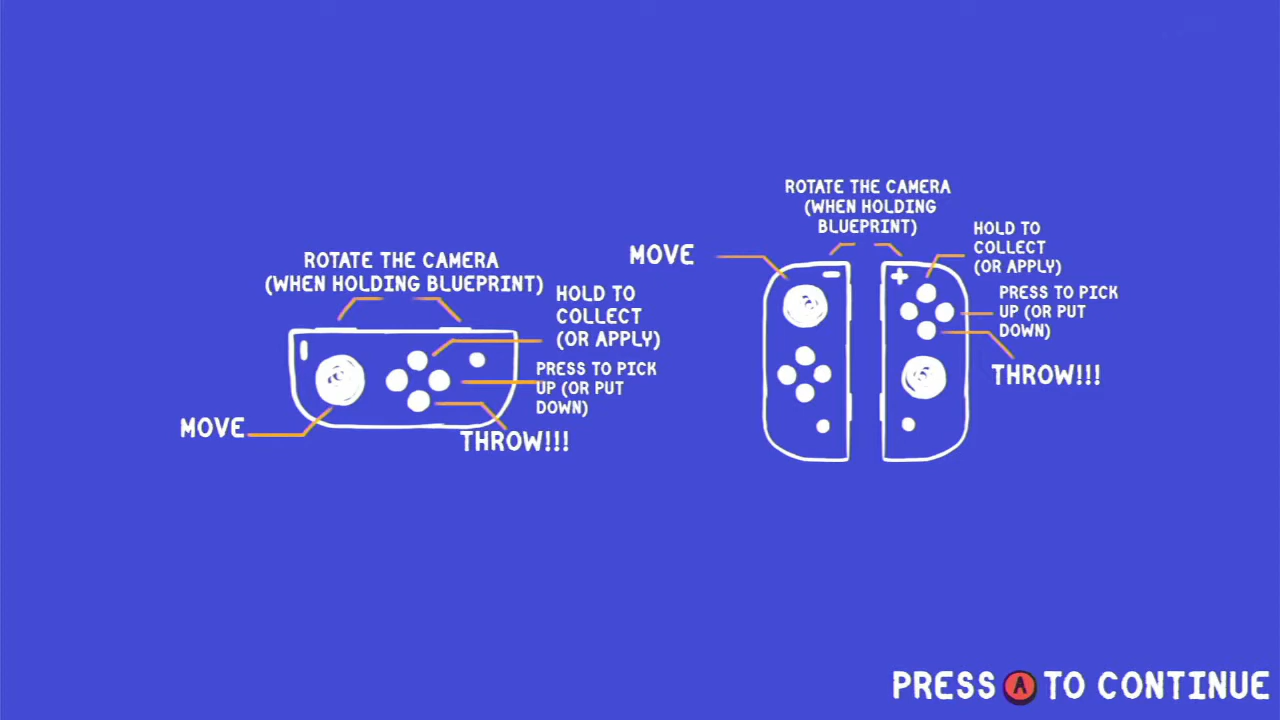 ROTATE THE CAMERA
(WHEN HOLDING BLUEPRINT)
HOLD TO
COLLECT
(OR APPLY)
PRESS TO PICK
UP (OR PUT
DOWN)
MOVE
THROW!!!
ROTATE THE CAMERA
(WHEN HOLDING
BLUEPRINT)
MOVE
HOLD TO
COLLECT
(OR APPLY)
PRESS TO PICK
UP (OR PUT
DOWN)
THROW!!!
PRESS A TO CONTINUE